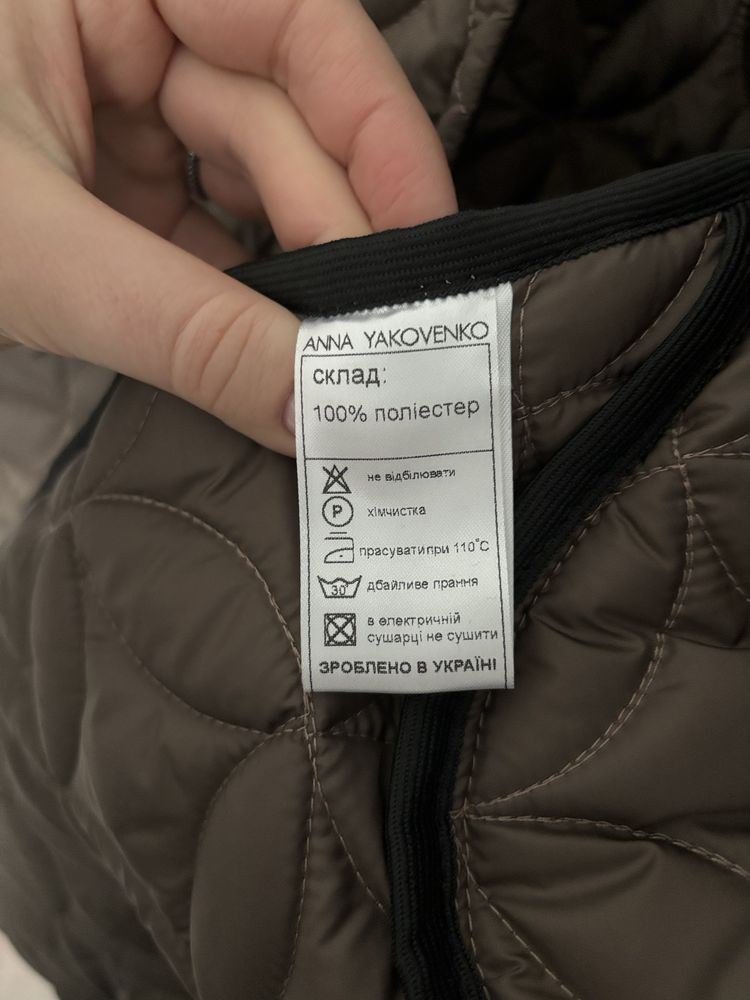 ANNA YAKOVENKO
склад:
100% поліестер
не відбілювати
P
хімчистка
прасувати при 110°C
30°
дбайливе прання
в електричній
сушарці не сушити
ЗРОБЛЕНО В УКРАЇНІ